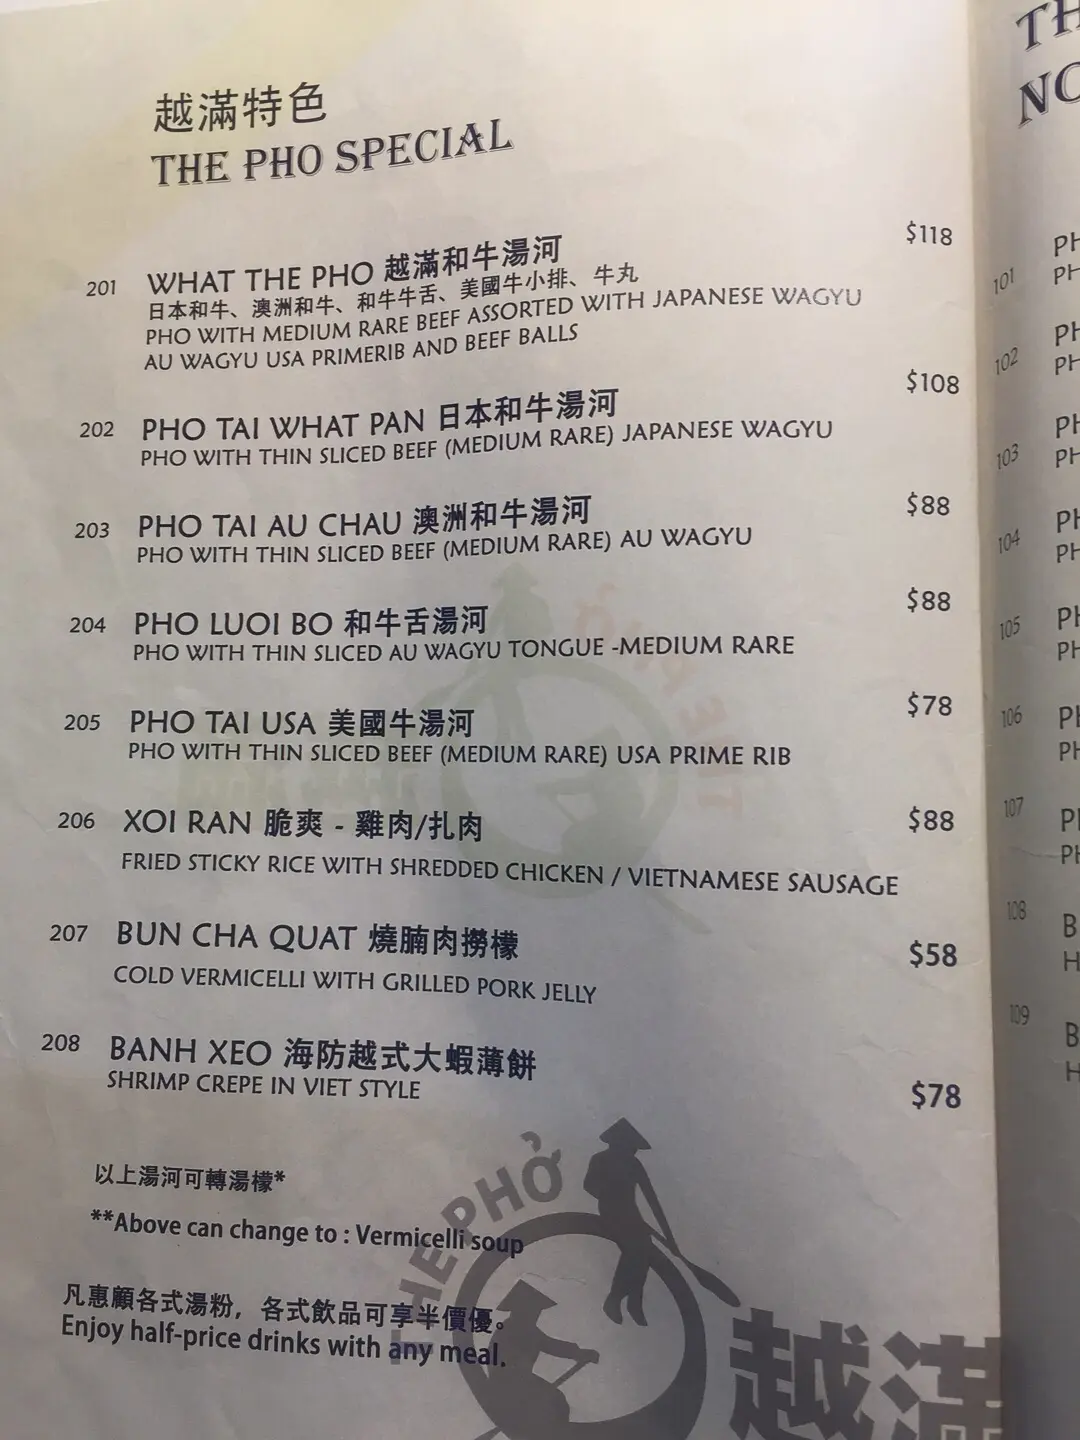 越滿特色
THE PHO SPECIAL
201 WHAT THE PHO 越滿和牛湯河 $118
日本和牛、澳洲和牛、和牛牛舌、美國牛小排、牛丸
PHO WITH MEDIUM RARE BEEF ASSORTED WITH JAPANESE WAGYU
AU WAGYU USA PRIMERIB AND BEEF BALLS
202 PHO TAI WHAT PAN 日本和牛湯河 $108
PHO WITH THIN SLICED BEEF (MEDIUM RARE) JAPANESE WAGYU
203 PHO TAI AU CHAU 澳洲和牛湯河 $88
PHO WITH THIN SLICED BEEF (MEDIUM RARE) AU WAGYU
204 PHO LUOI BO 和牛舌湯河 $88
PHO WITH THIN SLICED AU WAGYU TONGUE -MEDIUM RARE
205 PHO TAI USA 美國牛湯河 $78
PHO WITH THIN SLICED BEEF (MEDIUM RARE) USA PRIME RIB
206 XOI RAN 脆爽 - 雞肉/扎肉 $88
FRIED STICKY RICE WITH SHREDDED CHICKEN / VIETNAMESE SAUSAGE
207 BUN CHA QUAT 燒腩肉撈檬 $58
COLD VERMICELLI WITH GRILLED PORK JELLY
208 BANH XEO 海防越式大蝦薄餅
SHRIMP CREPE IN VIET STYLE $78
以上湯河可轉湯檬*
**Above can change to : Vermicelli soup
凡惠顧各式湯粉，各式飲品可享半價優。
Enjoy half-price drinks with any meal.
THE PHỞ
越滿
101
102
103
104
105
106
107
108
109